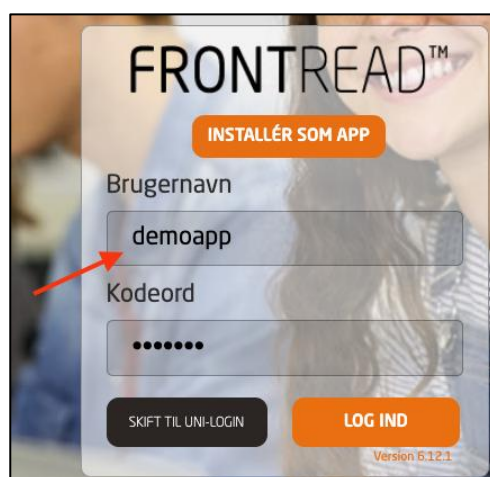 FRONTREAD™
INSTALLÉR SOM APP
Brugernavn
demoapp
Kodeord
•••••••
SKIFT TIL UNI-LOGIN
LOG IND
Version 6.12.1